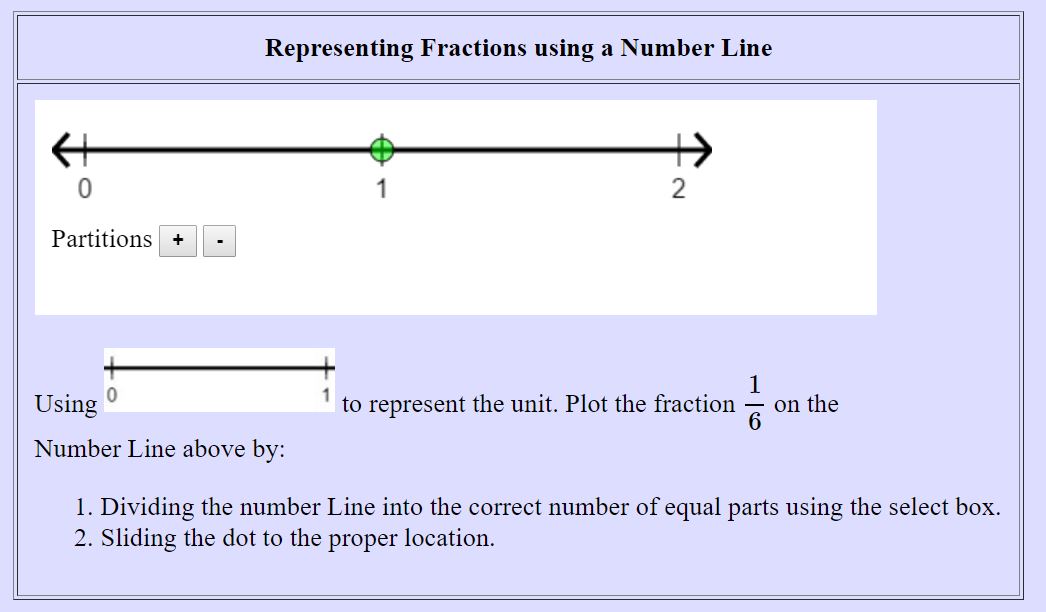 Representing Fractions using a Number Line
0 1 2
Partitions + -
0 1
Using to represent the unit. Plot the fraction 1/6 on the
Number Line above by:
1. Dividing the number Line into the correct number of equal parts using the select box.
2. Sliding the dot to the proper location.